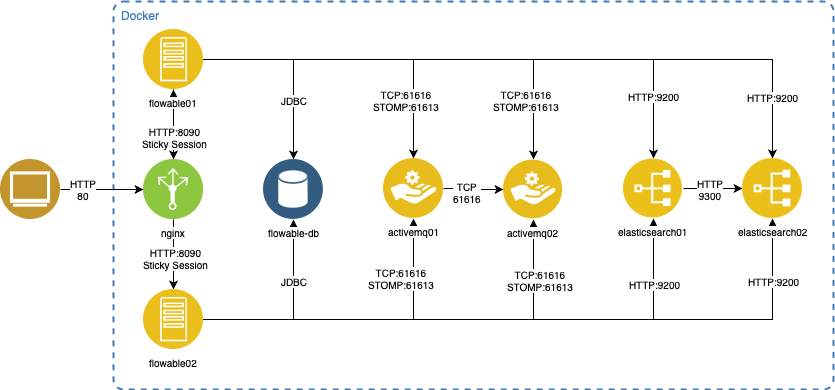 Docker
flowable01
JDBC
TCP:61616
STOMP:61613
TCP:61616
STOMP:61613
HTTP:9200
HTTP:9200
HTTP:8090
Sticky Session
HTTP
80
TCP
61616
HTTP
9300
nginx
flowable-db
activemq01
activemq02
elasticsearch01
elasticsearch02
HTTP:8090
Sticky Session
JDBC
TCP:61616
STOMP:61613
TCP:61616
STOMP:61613
HTTP:9200
HTTP:9200
flowable02